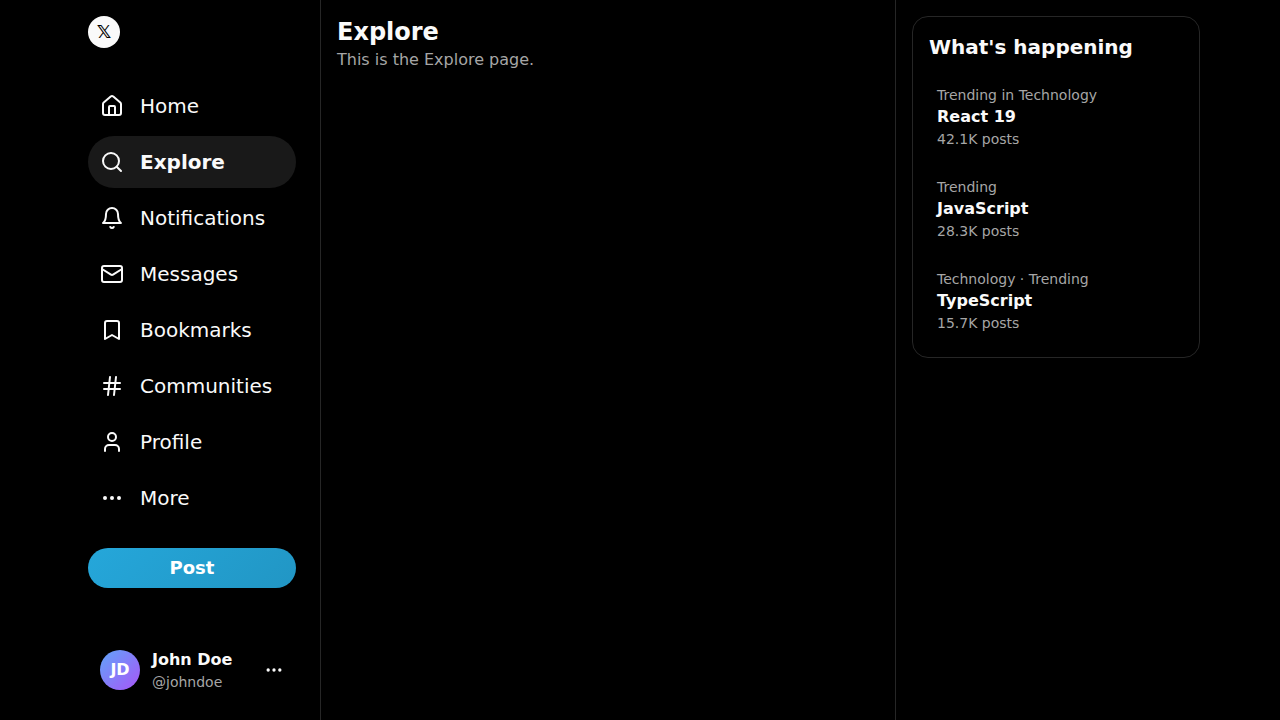 𝕏
Home
Explore
Notifications
Messages
Bookmarks
Communities
Profile
More
Post
JD
John Doe
@johndoe
Explore
This is the Explore page.
What's happening
Trending in Technology
React 19
42.1K posts
Trending
JavaScript
28.3K posts
Technology · Trending
TypeScript
15.7K posts